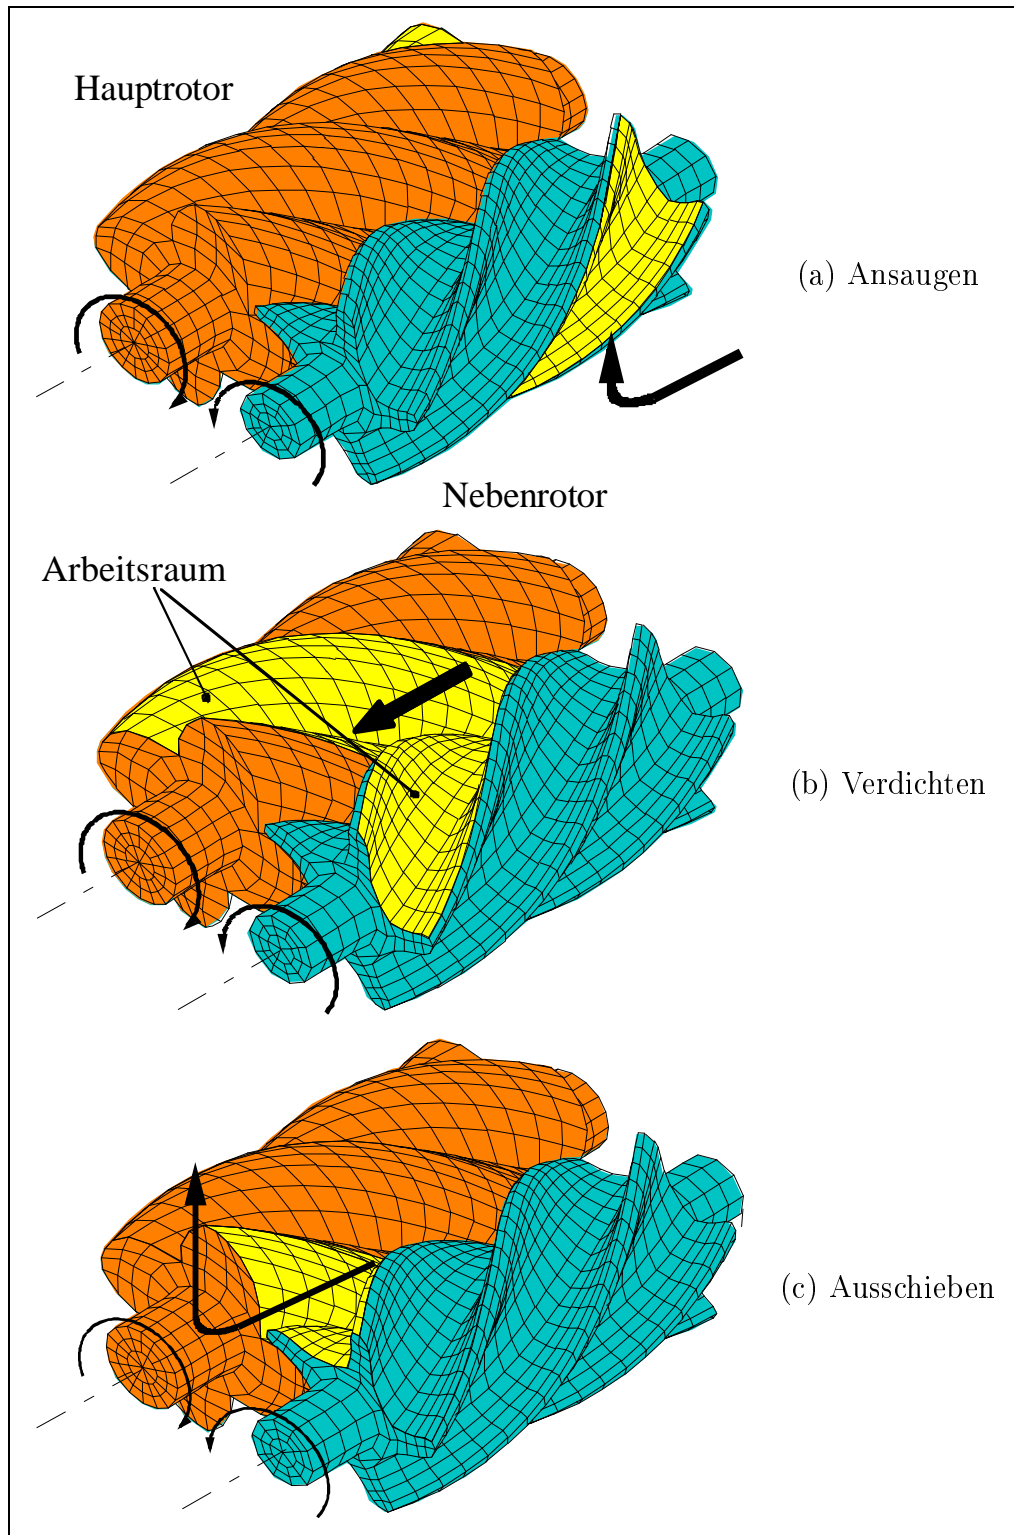 Hauptrotor
(a) Ansaugen
Nebenrotor
Arbeitsraum
(b) Verdichten
(c) Ausschieben